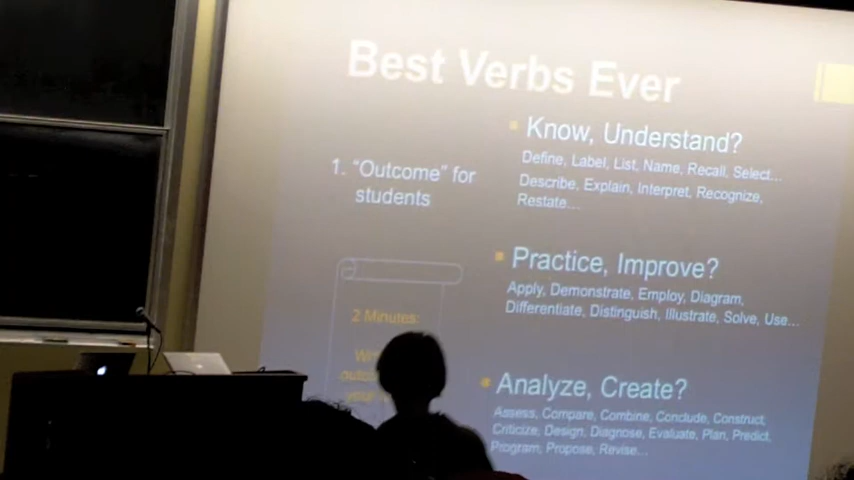 Best Verbs Ever
1. "Outcome" for
students
2 Minutes:
Know, Understand?
Define, Label, List, Name, Recall, Select...
Describe, Explain, Interpret, Recognize,
Restate...
Practice, Improve?
Apply, Demonstrate, Employ, Diagram,
Differentiate, Distinguish, Illustrate, Solve, Use...
Analyze, Create?
Assess, Compare, Combine, Conclude, Construct,
Criticize, Design, Diagnose, Evaluate, Plan, Predict,
Program, Propose, Revise...